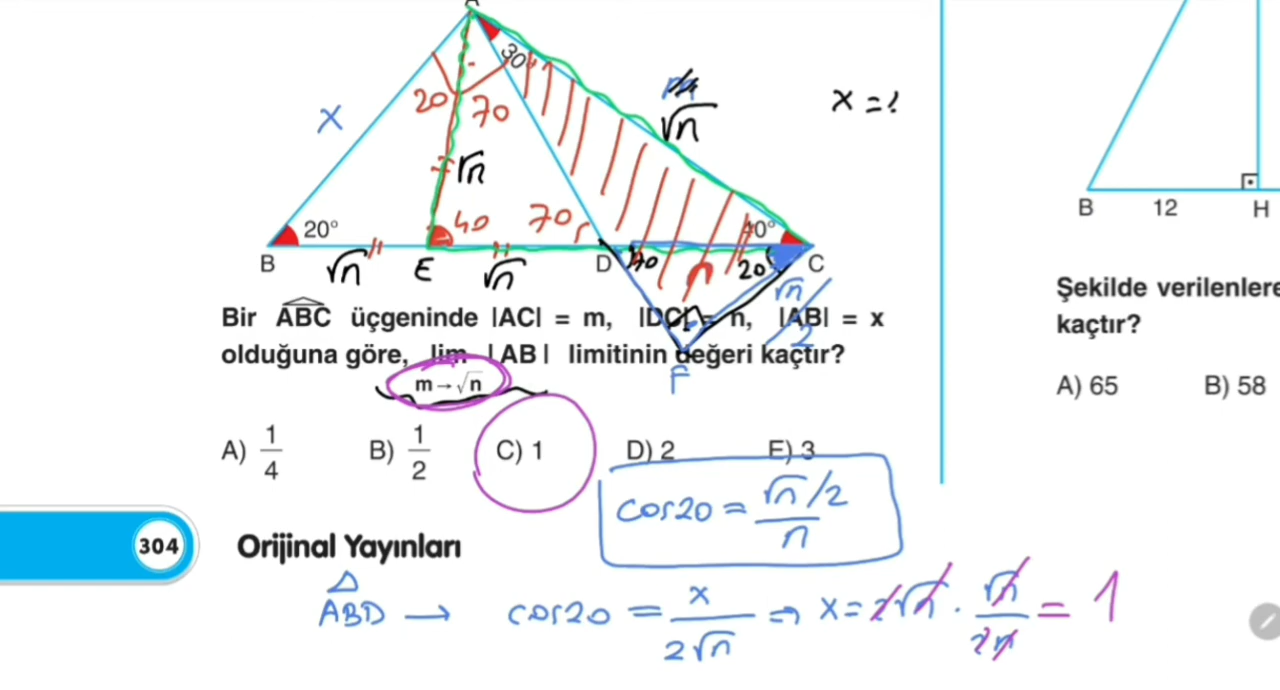 A
30°
x
20 70
√n
x = ?
√n
20°
40 70
40°
B √n E √n D 70 20 C
B 12 H
√n/2
n
F
Bir ABC üçgeninde |AC| = m, |DC| = n, |AB| = x
olduğuna göre, lim |AB| limitinin değeri kaçtır?
m→√n
A) 1/4 B) 1/2 C) 1 D) 2 E) 3
Şekilde verilenlere
kaçtır?
A) 65 B) 58
cos20 = √n/2 / n
304 Orijinal Yayınları
ABD → cos20 = x / 2√n ⇒ x = 2√n · √n / 2n = 1